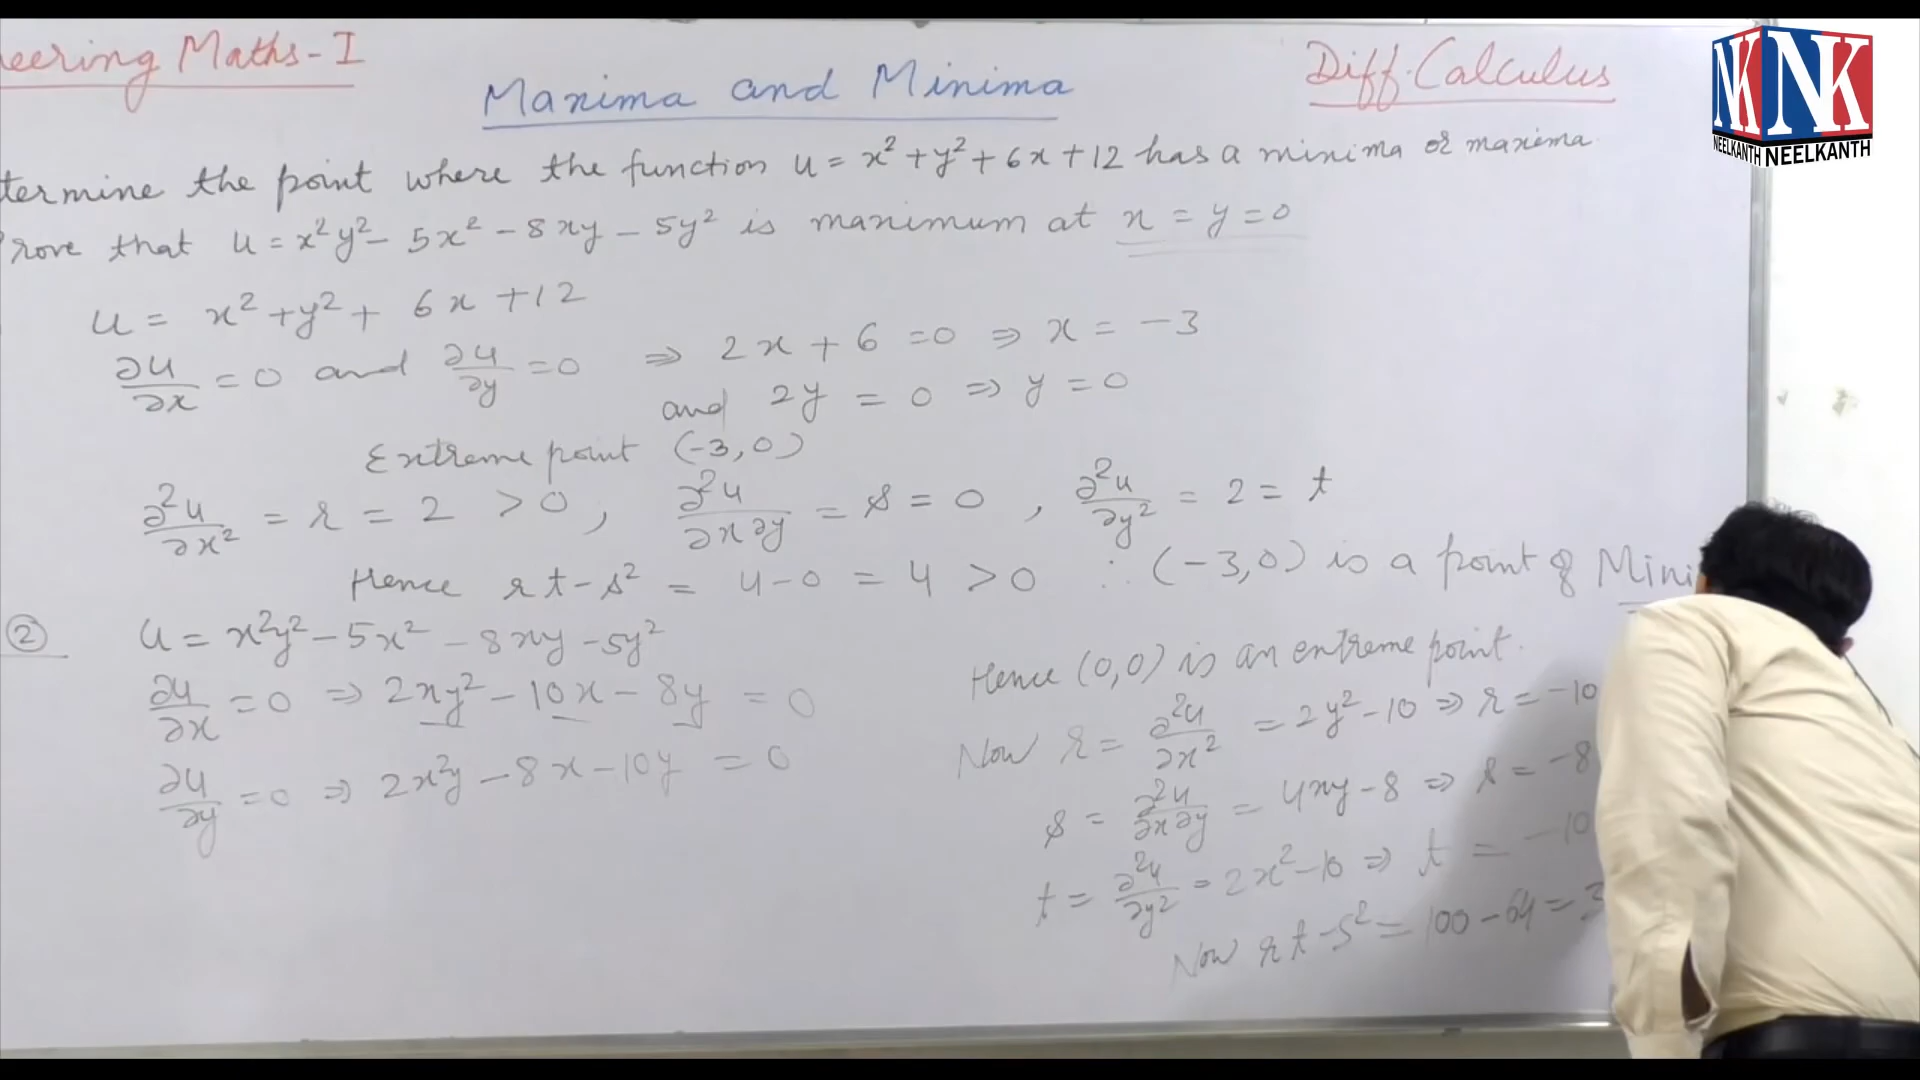 eering Maths-I
Maxima and Minima
Diff. Calculus
NK NK
NEELKANTH NEELKANTH
termine the point where the function u = x² + y² + 6x + 12 has a minima or maxima.
Prove that u = x²y² - 5x² - 8xy - 5y² is maximum at x = y = 0
u = x² + y² + 6x + 12
∂u/∂x = 0 and ∂u/∂y = 0 ⇒ 2x + 6 = 0 ⇒ x = -3
and 2y = 0 ⇒ y = 0
Extreme point (-3, 0)
∂²u/∂x² = r = 2 > 0, ∂²u/∂x∂y = s = 0, ∂²u/∂y² = 2 = t
Hence rt - s² = 4 - 0 = 4 > 0 ∴ (-3, 0) is a point of Mini
② u = x²y² - 5x² - 8xy - 5y²
∂u/∂x = 0 ⇒ 2xy² - 10x - 8y = 0
∂u/∂y = 0 ⇒ 2x²y - 8x - 10y = 0
Hence (0, 0) is an extreme point.
Now r = ∂²u/∂x² = 2y² - 10 ⇒ r = -10
s = ∂²u/∂x∂y = 4xy - 8 ⇒ s = -8
t = ∂²u/∂y² = 2x² - 10 ⇒ t = -10
Now rt - s² = 100 - 64 = 3